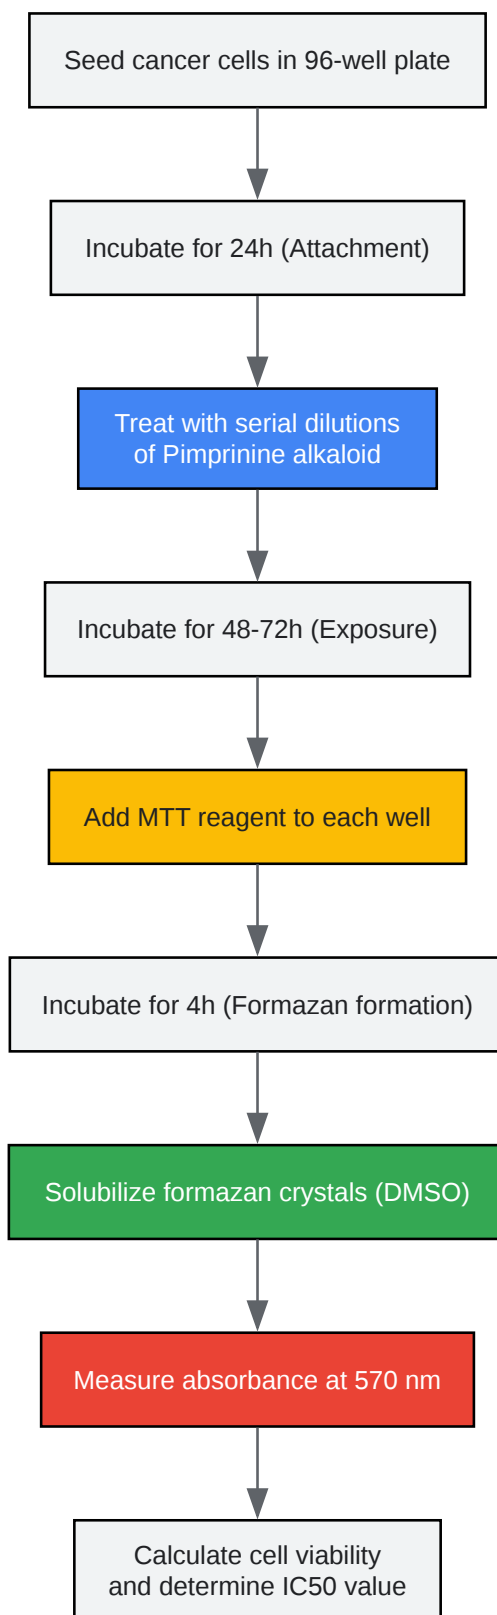 Seed cancer cells in 96-well plate
Incubate for 24h (Attachment)
Treat with serial dilutions
of Pimprinine alkaloid
Incubate for 48-72h (Exposure)
Add MTT reagent to each well
Incubate for 4h (Formazan formation)
Solubilize formazan crystals (DMSO)
Measure absorbance at 570 nm
Calculate cell viability
and determine IC50 value